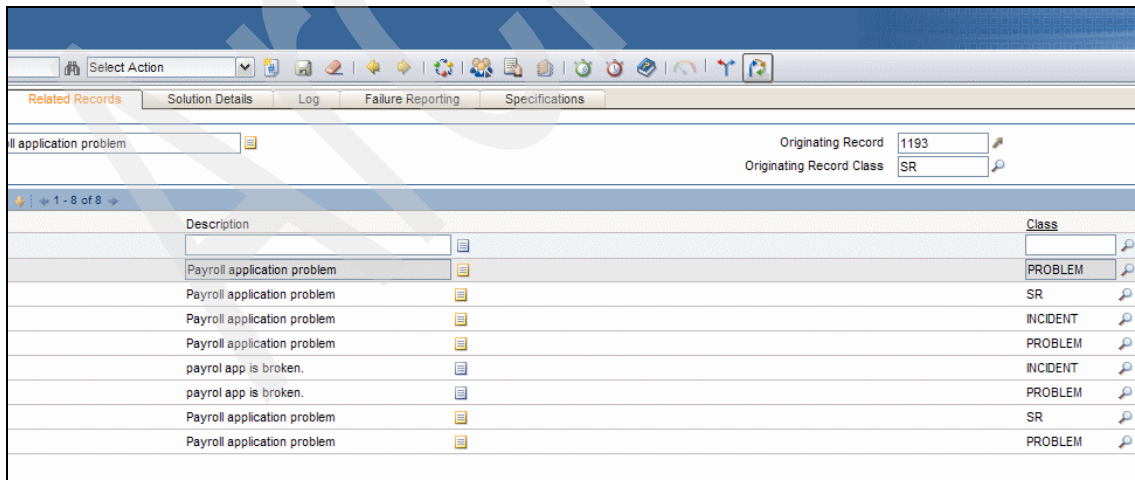 Select Action
Related Records Solution Details Log Failure Reporting Specifications
ll application problem Originating Record 1193
Originating Record Class SR
1 - 8 of 8
Description Class
Payroll application problem PROBLEM
Payroll application problem SR
Payroll application problem INCIDENT
Payroll application problem PROBLEM
payrol app is broken. INCIDENT
payrol app is broken. PROBLEM
Payroll application problem SR
Payroll application problem PROBLEM